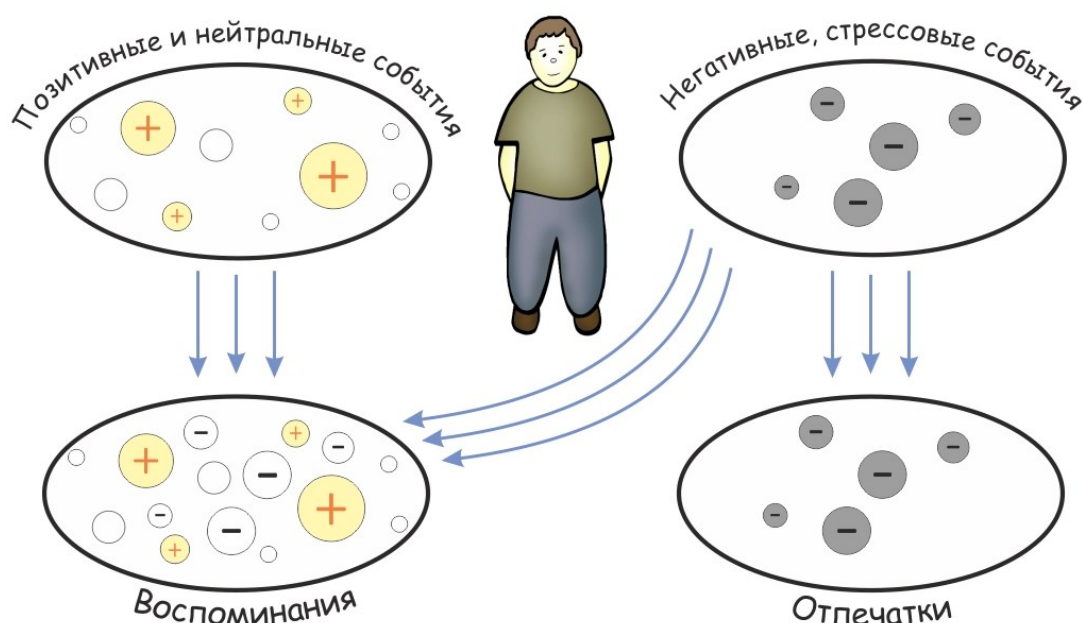 Позитивные и нейтральные события
Негативные, стрессовые события
Воспоминания
Отпечатки